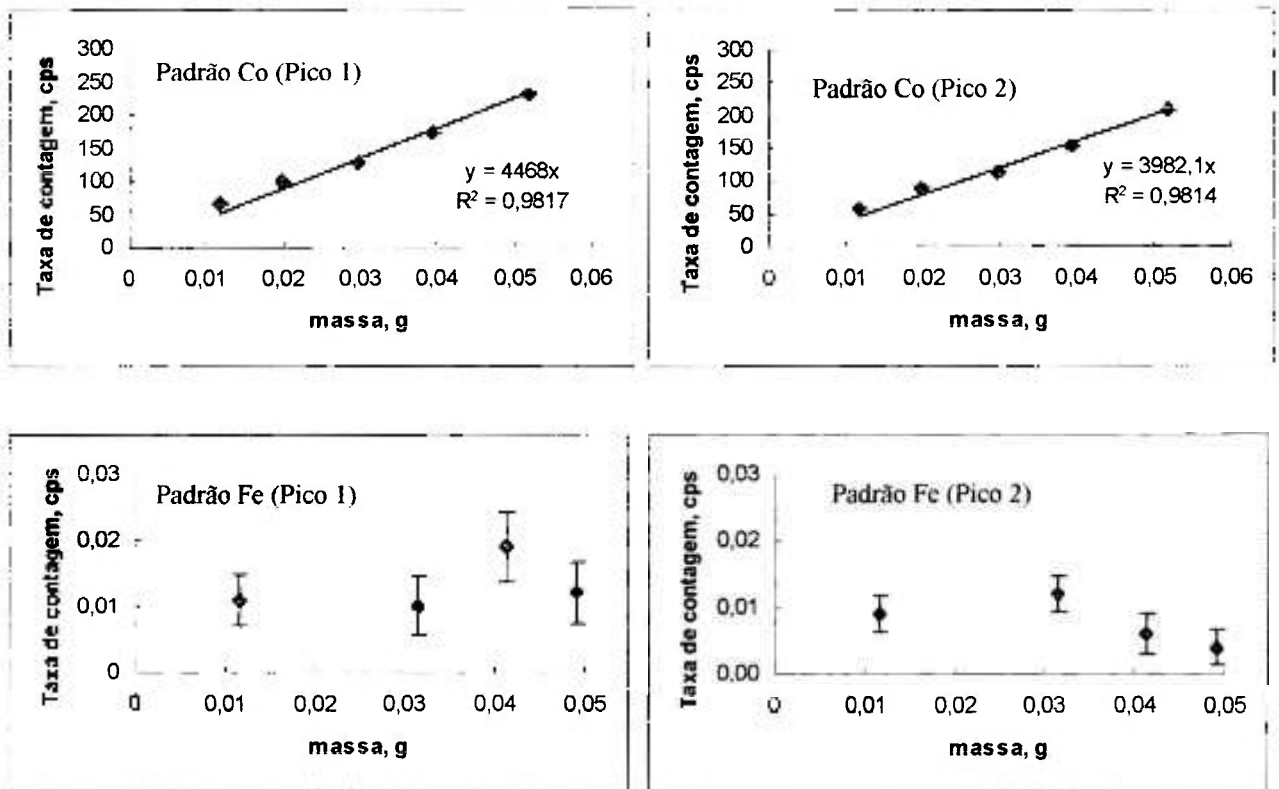 Padrão Co (Pico 1)
Taxa de contagem, cps
300
250
200
150
100
50
0
y = 4468x
R² = 0,9817
0 0,01 0,02 0,03 0,04 0,05 0,06
massa, g
Padrão Co (Pico 2)
Taxa de contagem, cps
300
250
200
150
100
50
0
y = 3982,1x
R² = 0,9814
0 0,01 0,02 0,03 0,04 0,05 0,06
massa, g
Padrão Fe (Pico 1)
Taxa de contagem, cps
0,03
0,02
0,01
0
0 0,01 0,02 0,03 0,04 0,05
massa, g
Padrão Fe (Pico 2)
Taxa de contagem, cps
0,03
0,02
0,01
0,00
0 0,01 0,02 0,03 0,04 0,05
massa, g